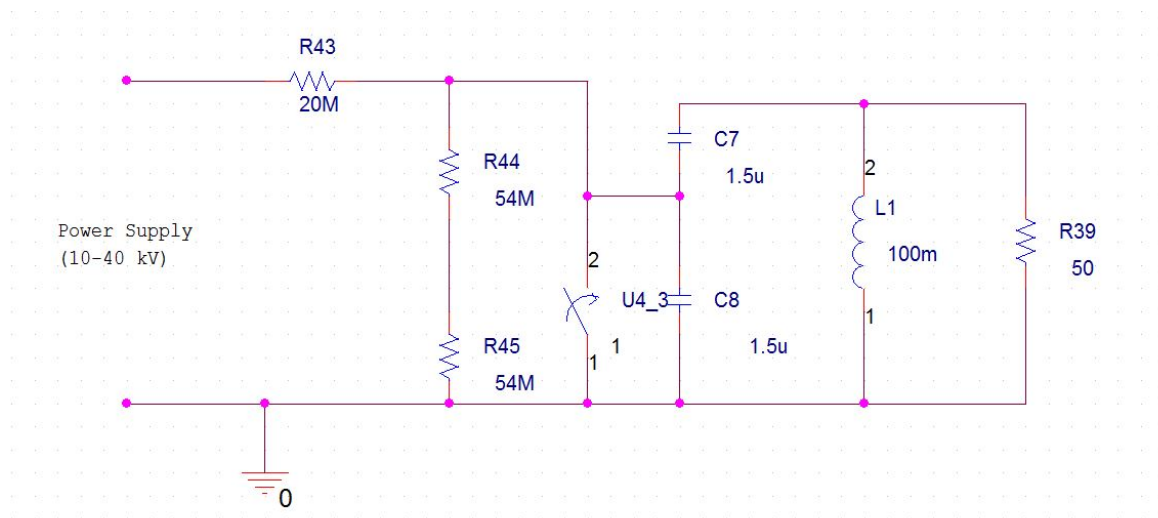 R43
20M
R44
54M
Power Supply
(10-40 kV)
R45
54M
2
U4_3
1
1
C7
1.5u
C8
1.5u
2
L1
100m
1
R39
50
0